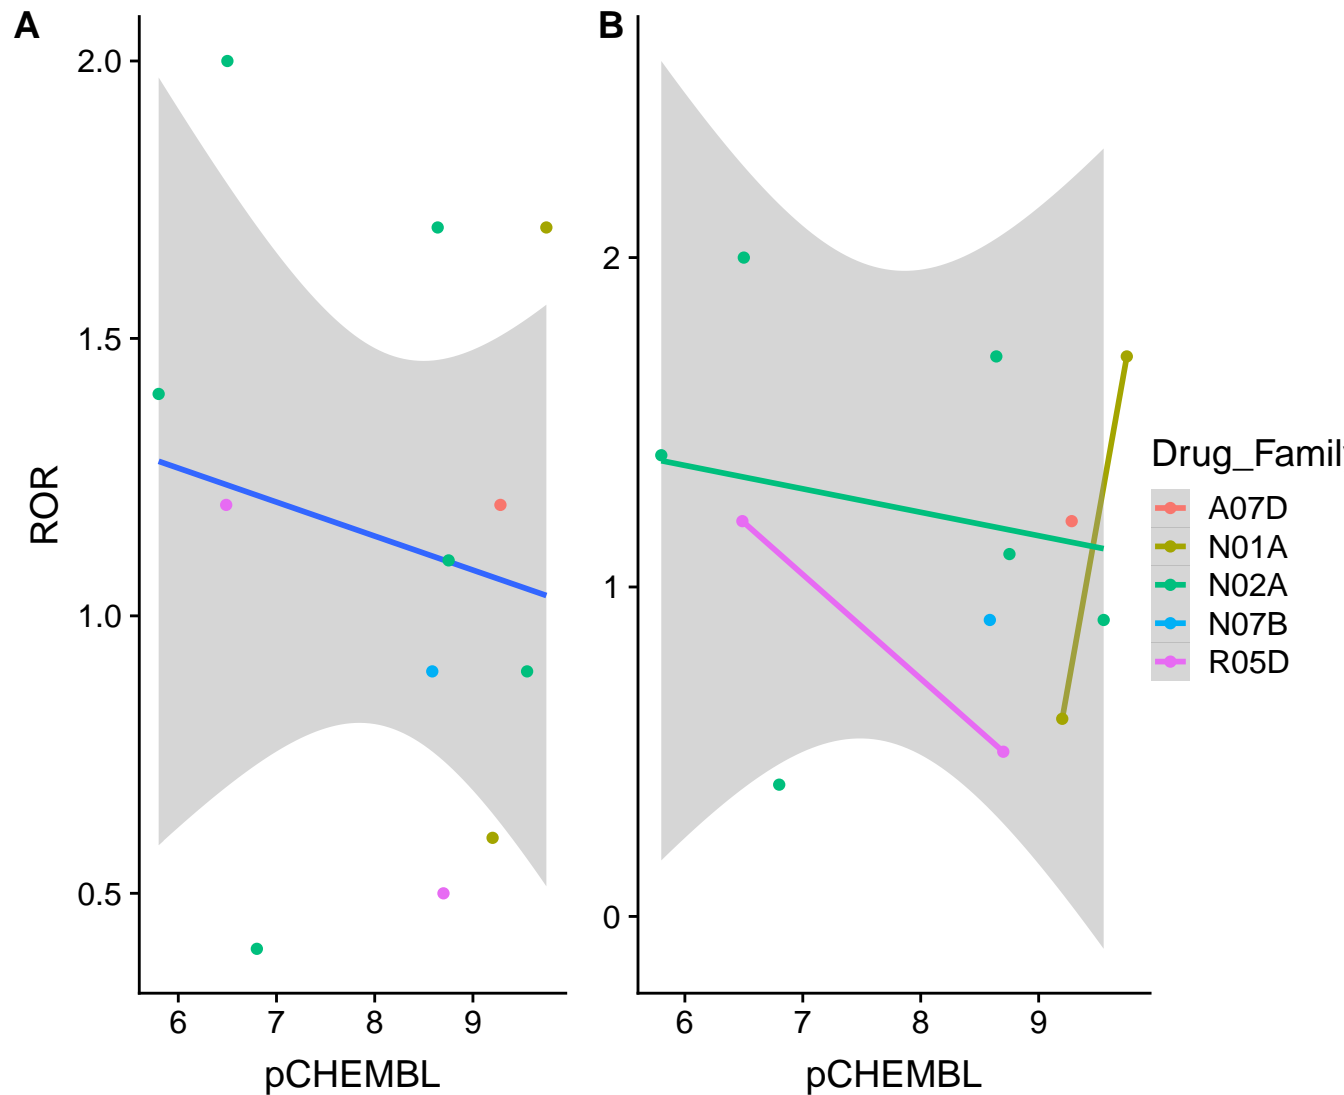 A
B
2.0
1.5
1.0
0.5
ROR
6 7 8 9
pCHEMBL
2
1
0
6 7 8 9
pCHEMBL
Drug_Famil
A07D
N01A
N02A
N07B
R05D